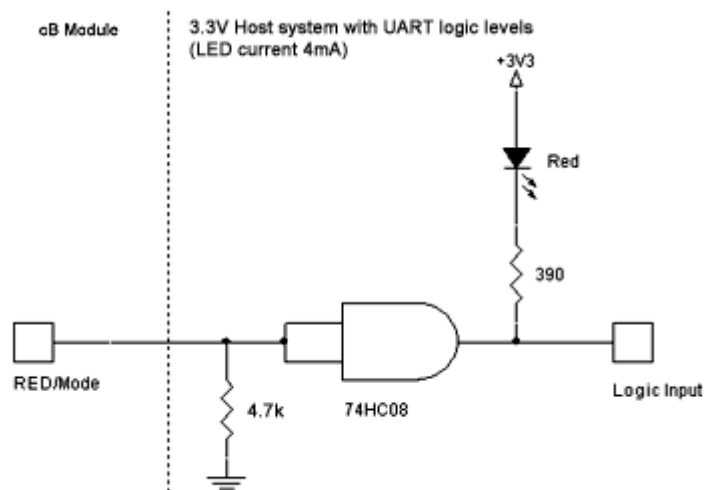 oB Module
3.3V Host system with UART logic levels
(LED current 4mA)
+3V3
Red
390
RED/Mode
4.7k
74HC08
Logic Input